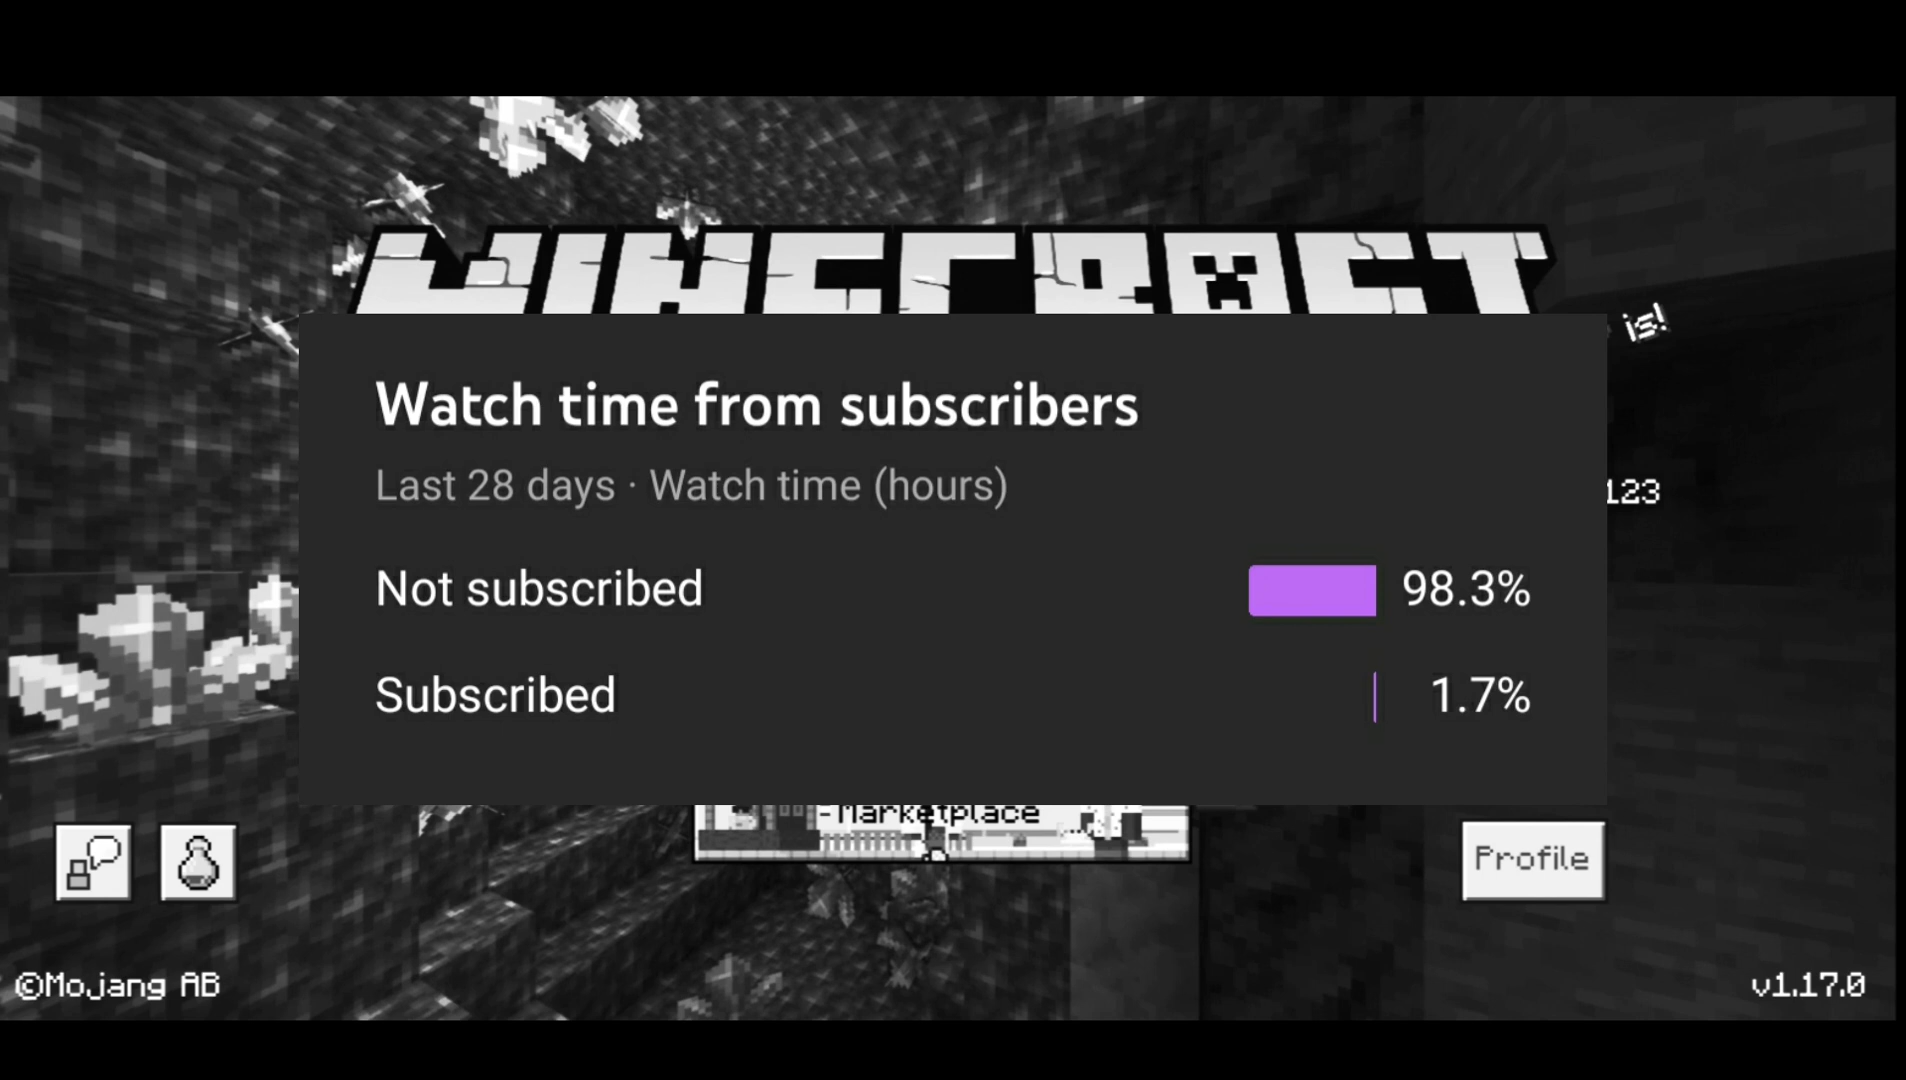 MINECRAFT
is!
Watch time from subscribers
Last 28 days · Watch time (hours)
123
Not subscribed 98.3%
Subscribed 1.7%
-Marketplace
Profile
©Mojang AB
v1.17.0